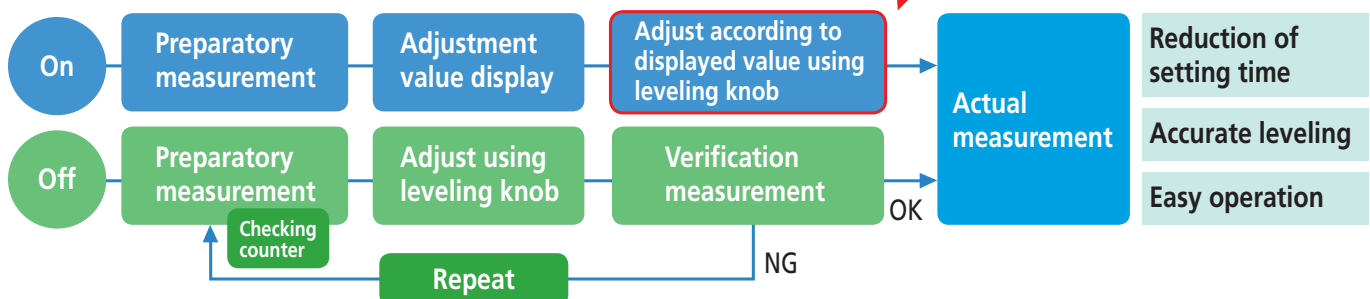 On
Preparatory
measurement
Adjustment
value display
Adjust according to
displayed value using
leveling knob
Actual
measurement
Reduction of
setting time
Accurate leveling
Easy operation
Off
Preparatory
measurement
Checking
counter
Adjust using
leveling knob
Verification
measurement
OK
NG
Repeat